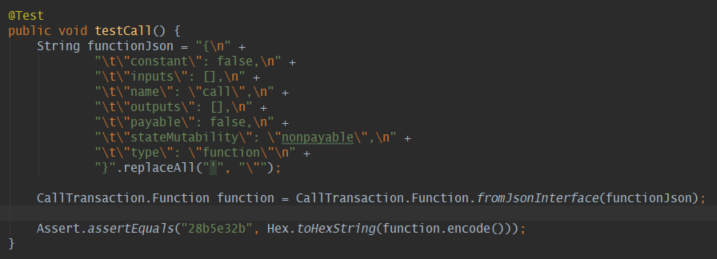 @Test
public void testCall() {
    String functionJson = "{\n" +
            "\t\"constant\": false,\n" +
            "\t\"inputs\": [],\n" +
            "\t\"name\": \"call\",\n" +
            "\t\"outputs\": [],\n" +
            "\t\"payable\": false,\n" +
            "\t\"stateMutability\": \"nonpayable\",\n" +
            "\t\"type\": \"function\"\n" +
            "}".replaceAll("'", "\"");
    CallTransaction.Function function = CallTransaction.Function.fromJsonInterface(functionJson);
    Assert.assertEquals("28b5e32b", Hex.toHexString(function.encode()));
}